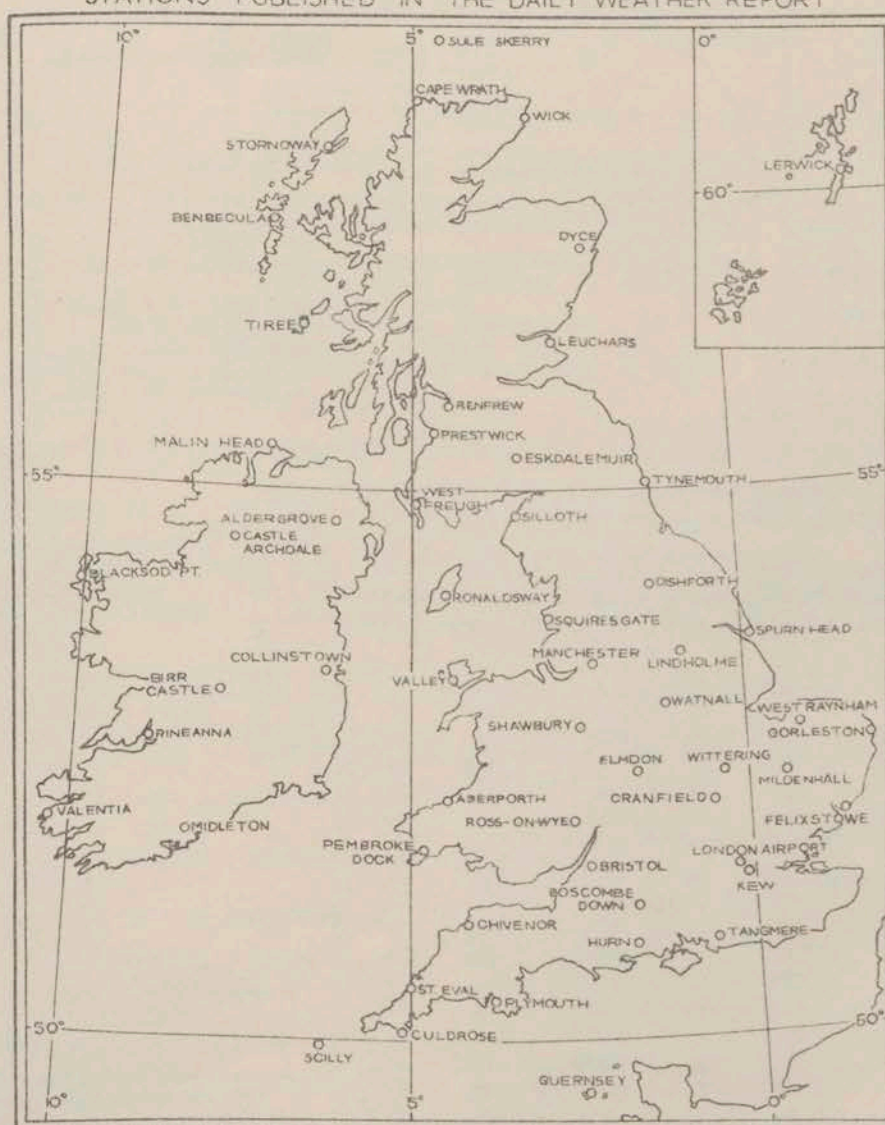 STATIONS PUBLISHED IN THE DAILY WEATHER REPORT
10° 5° SULE SKERRY 0°
CAPE WRATH
WICK
STORNOWAY
LERWICK
60°
BENBECULA
DYCE
TIREE
LEUCHARS
RENFREW
MALIN HEAD PRESTWICK
ESKDALEMUIR
55° TYNEMOUTH 55°
WEST
FREUGH
ALDERGROVE SILLOTH
CASTLE
ARCHDALE
BLACKSOD PT. DISHFORTH
RONALDSWAY
SQUIRES GATE SPURN HEAD
COLLINSTOWN MANCHESTER LINDHOLME
BIRR
CASTLE VALLEY
WATNALL WEST RAYNHAM
RINEANNA SHAWBURY GORLESTON
ELMDON WITTERING MILDENHALL
VALENTIA ABERPORTH CRANFIELD
MIDLETON ROSS-ON-WYE FELIXSTOWE
PEMBROKE
DOCK BRISTOL LONDON AIRPORT
KEW
BOSCOMBE
DOWN
CHIVENOR HURN TANGMERE
ST. EVAL PLYMOUTH
50° CULDROSE 50°
SCILLY
GUERNSEY
10° 5° 0°